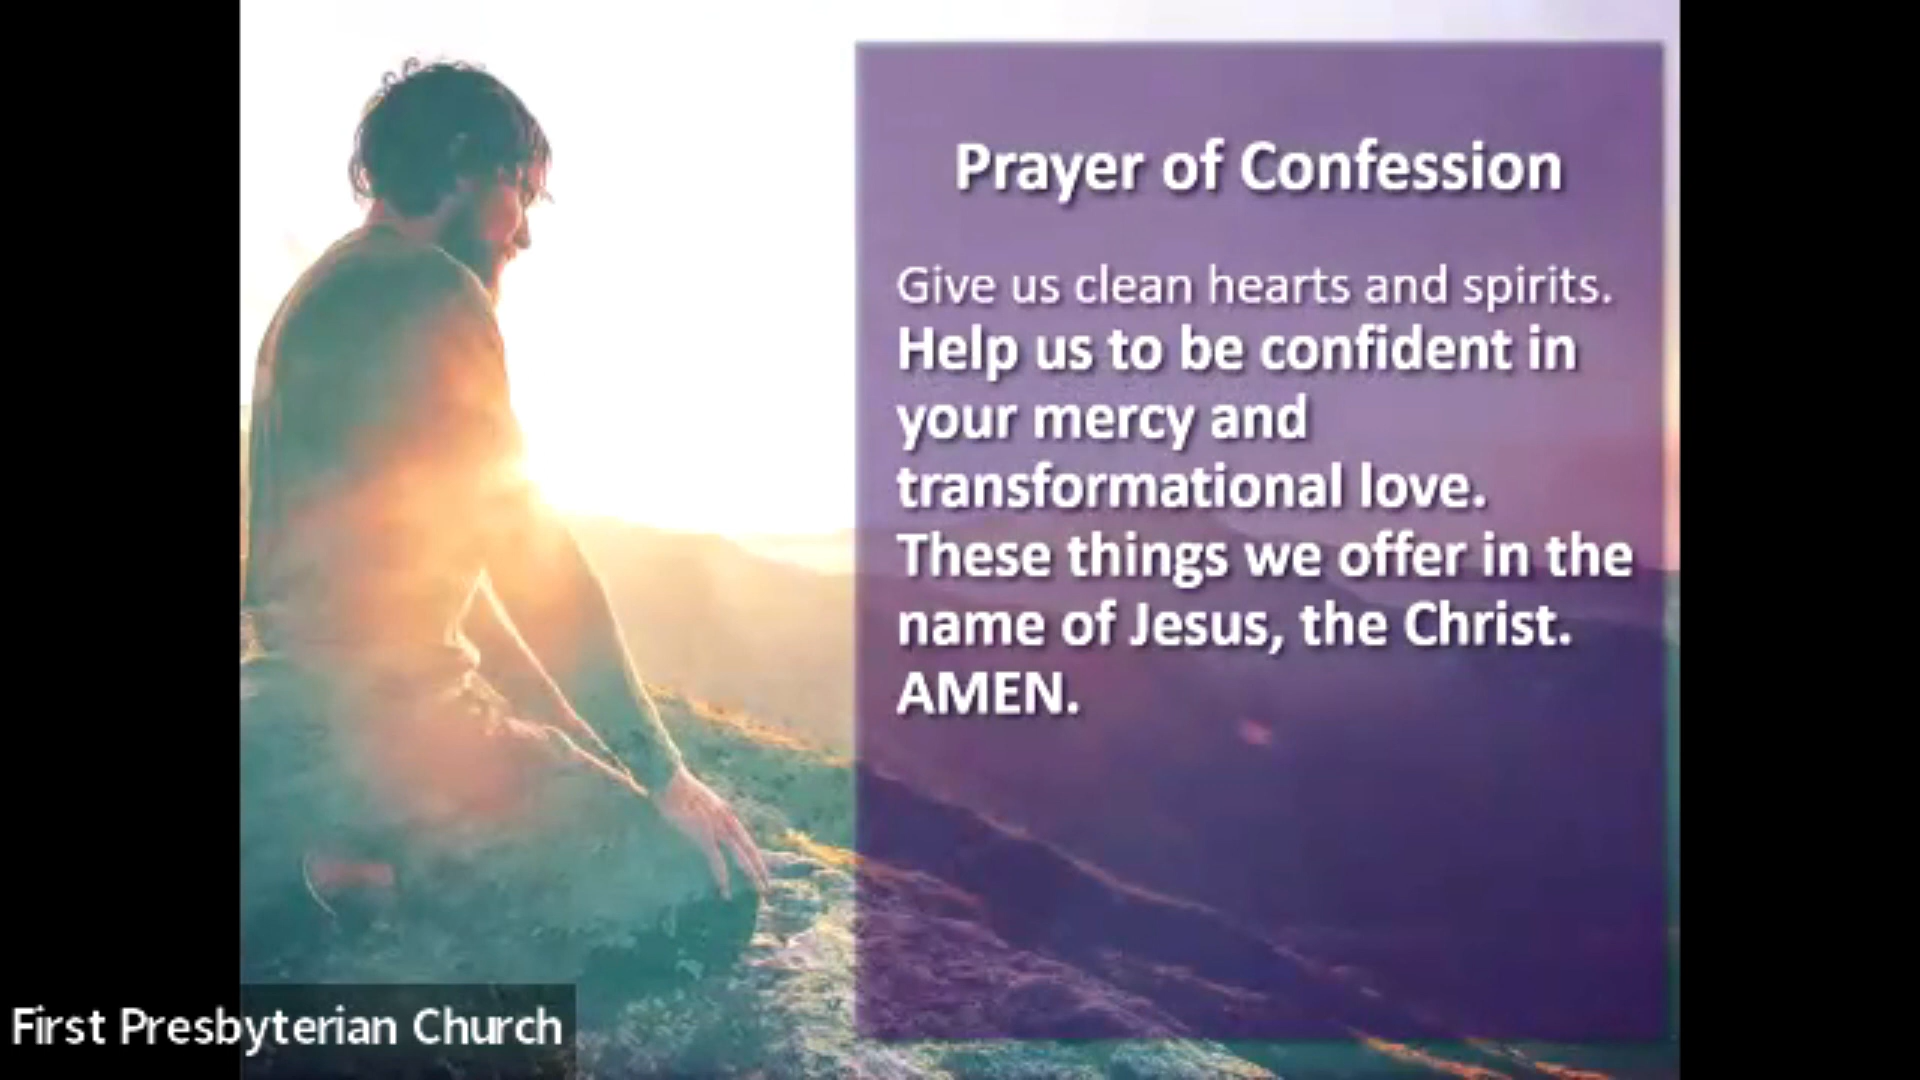 Prayer of Confession
Give us clean hearts and spirits.
Help us to be confident in
your mercy and
transformational love.
These things we offer in the
name of Jesus, the Christ.
AMEN.
First Presbyterian Church